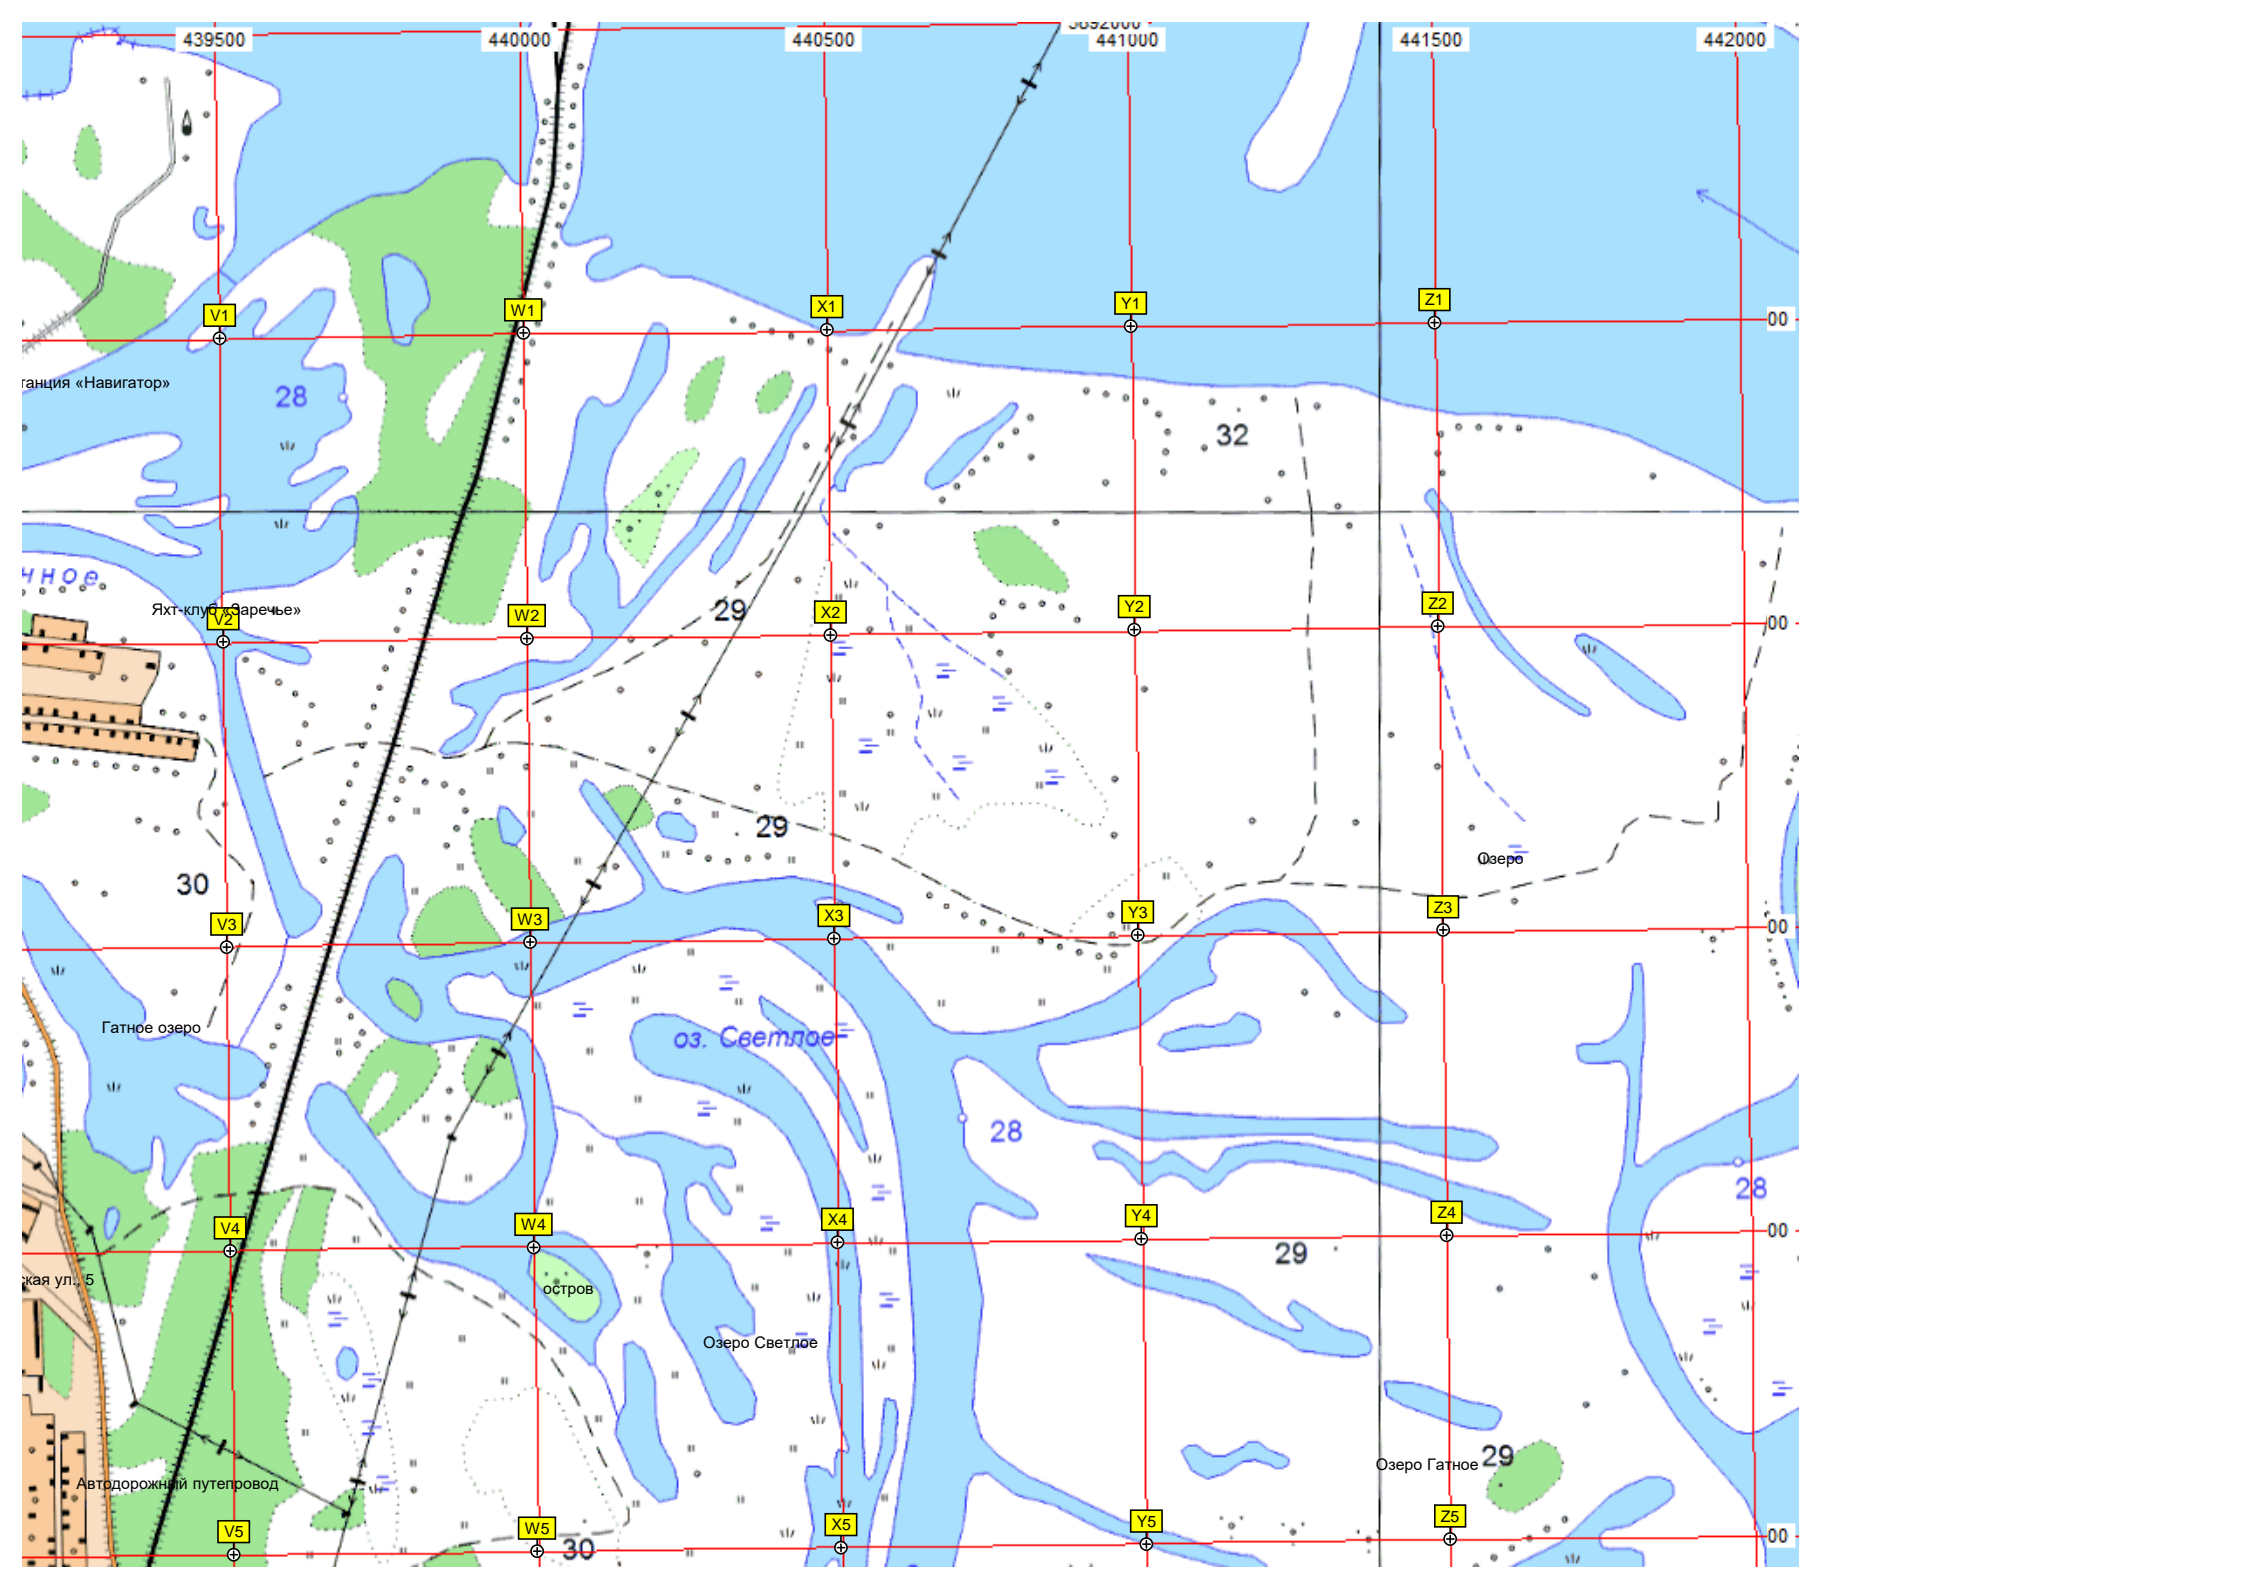 5892000
439500 440000 440500 441000 441500 442000
V1 W1 X1 Y1 Z1 00
танция «Навигатор»
28
32
нное
Яхт-клуб «Заречье»
29
V2 W2 X2 Y2 Z2 00
29
Озеро
30
V3 W3 X3 Y3 Z3 00
Гатное озеро
оз. Светлое
28
28
V4 W4 X4 Y4 Z4 00
29
ская ул., 5
остров
Озеро Светлое
29
Озеро Гатное
Автодорожный путепровод
V5 W5 X5 Y5 Z5 00
30